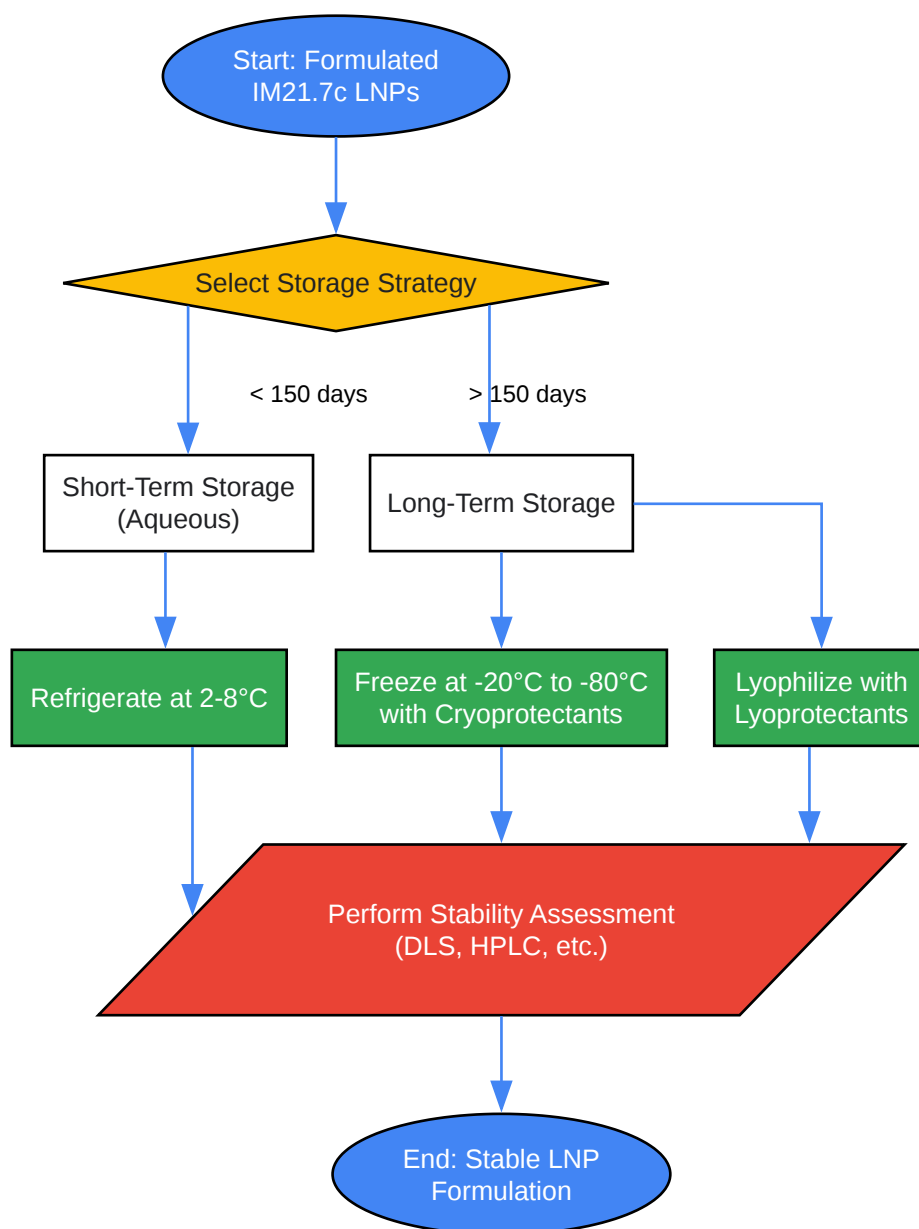 Start: Formulated
IM21.7c LNPs
Select Storage Strategy
< 150 days
> 150 days
Short-Term Storage
(Aqueous)
Long-Term Storage
Refrigerate at 2-8°C
Freeze at -20°C to -80°C
with Cryoprotectants
Lyophilize with
Lyoprotectants
Perform Stability Assessment
(DLS, HPLC, etc.)
End: Stable LNP
Formulation